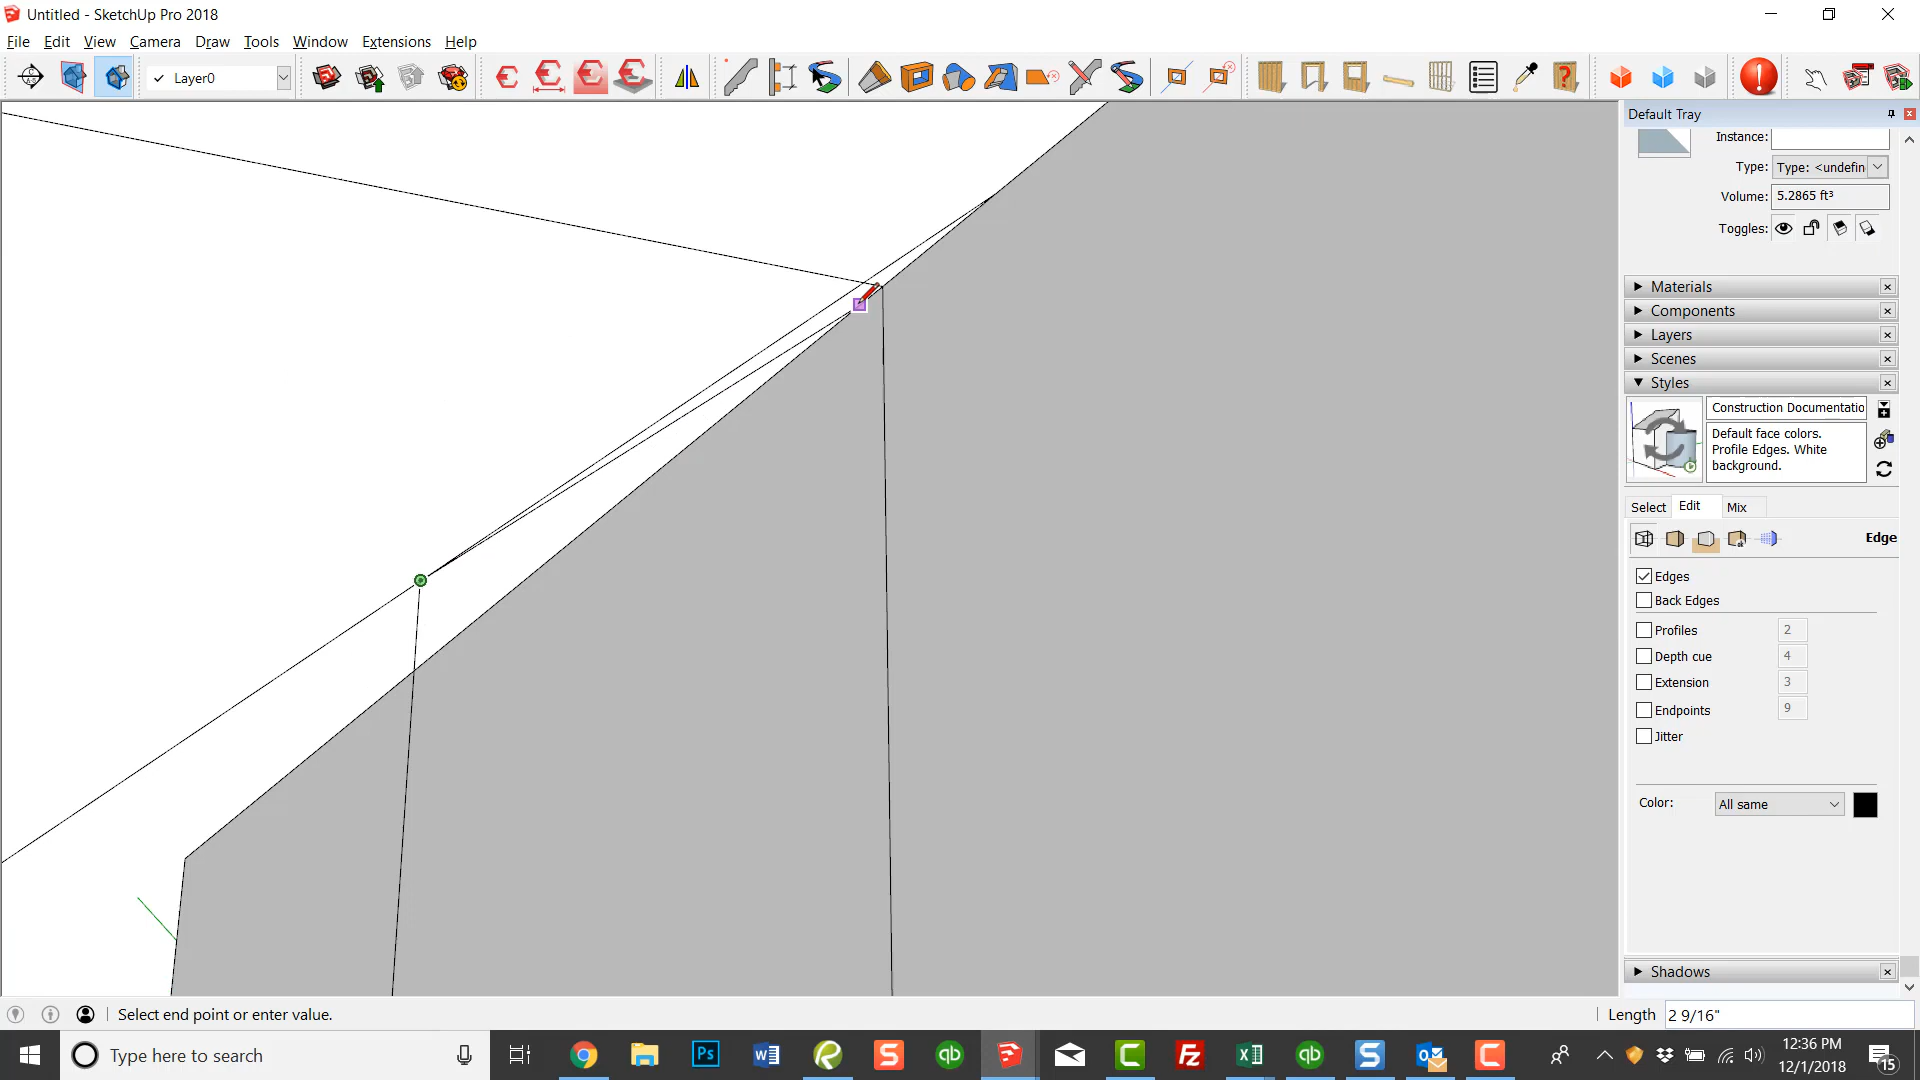 Untitled - SketchUp Pro 2018
File Edit View Camera Draw Tools Window Extensions Help
Layer0
Default Tray
Instance:
Type: Type: <undefin
Volume: 5.2865 ft³
Toggles:
Materials
Components
Layers
Scenes
Styles
Construction Documentatio
Default face colors.
Profile Edges. White
background.
Select Edit Mix
Edge
Edges
Back Edges
Profiles 2
Depth cue 4
Extension 3
Endpoints 9
Jitter
Color: All same
Shadows
Select end point or enter value.
Length 2 9/16"
Type here to search
12:36 PM
12/1/2018
15